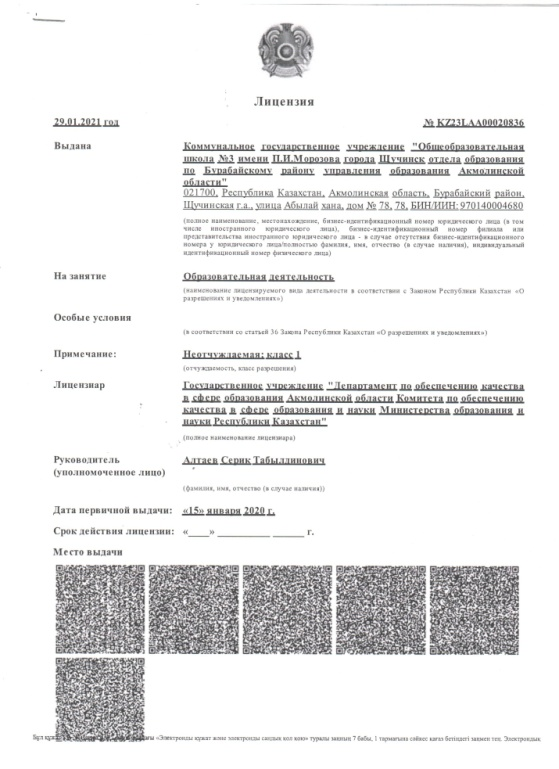 Лицензия
29.01.2021 год
№ KZ23LAA00020836
Выдана
Коммунальное государственное учреждение "Общеобразовательная
школа №3 имени П.И.Морозова города Щучинск отдела образования
по Бурабайскому району управления образования Акмолинской
области"
021700, Республика Казахстан, Акмолинская область, Бурабайский район,
Щучинская г.а., улица Абылай хана, дом № 78, 78, БИН/ИИН: 970140004680
(полное наименование, местонахождение, бизнес-идентификационный номер юридического лица (в том
числе иностранного юридического лица), бизнес-идентификационный номер филиала или
представительства иностранного юридического лица - в случае отсутствия бизнес-идентификационного
номера у юридического лица/полностью фамилия, имя, отчество (в случае наличия), индивидуальный
идентификационный номер физического лица)
На занятие
Образовательная деятельность
(наименование лицензируемого вида деятельности в соответствии с Законом Республики Казахстан «О
разрешениях и уведомлениях»)
Особые условия
(в соответствии со статьей 36 Закона Республики Казахстан «О разрешениях и уведомлениях»)
Примечание:
Неотчуждаемая; класс 1
(отчуждаемость, класс разрешения)
Лицензиар
Государственное учреждение "Департамент по обеспечению качества
в сфере образования Акмолинской области Комитета по обеспечению
качества в сфере образования и науки Министерства образования и
науки Республики Казахстан"
(полное наименование лицензиара)
Руководитель
(уполномоченное лицо)
Алтаев Серик Табылдинович
(фамилия, имя, отчество (в случае наличия))
Дата первичной выдачи:
«15» января 2020 г.
Срок действия лицензии: «____» __________ ______ г.
Место выдачи
«Электронды құжат және электронды сандық қол қою» туралы заңның 7 бабы, 1 тармағына сәйкес қағаз бетіндегі заңмен тең. Электрондық